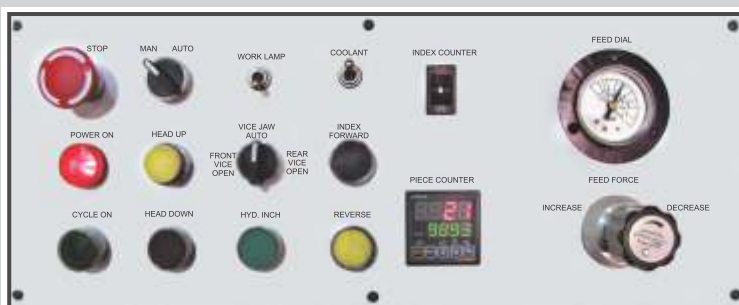 STOP
MAN AUTO
WORK LAMP
COOLANT
INDEX COUNTER
FEED DIAL
POWER ON
HEAD UP
VICE JAW
AUTO
FRONT
VICE
OPEN
REAR
VICE
OPEN
INDEX
FORWARD
PIECE COUNTER
21
9893
FEED FORCE
INCREASE
DECREASE
CYCLE ON
HEAD DOWN
HYD. INCH
REVERSE